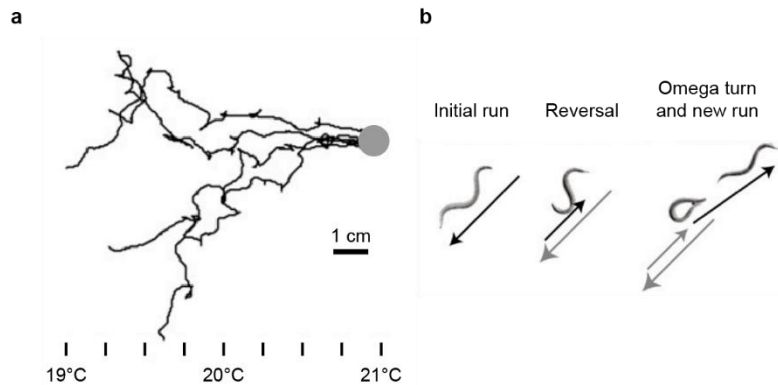 a
1 cm
19°C 20°C 21°C
b
Initial run
Reversal
Omega turn
and new run